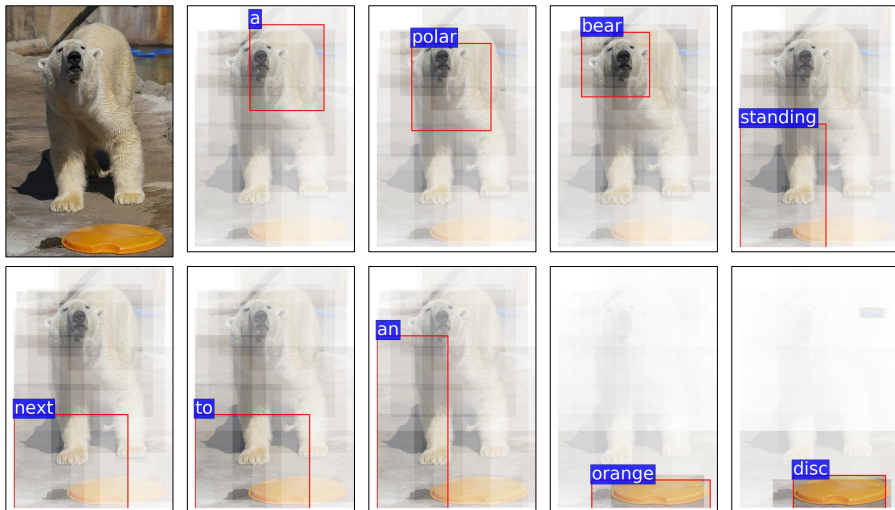 a
polar
bear
standing
next
to
an
orange
disc